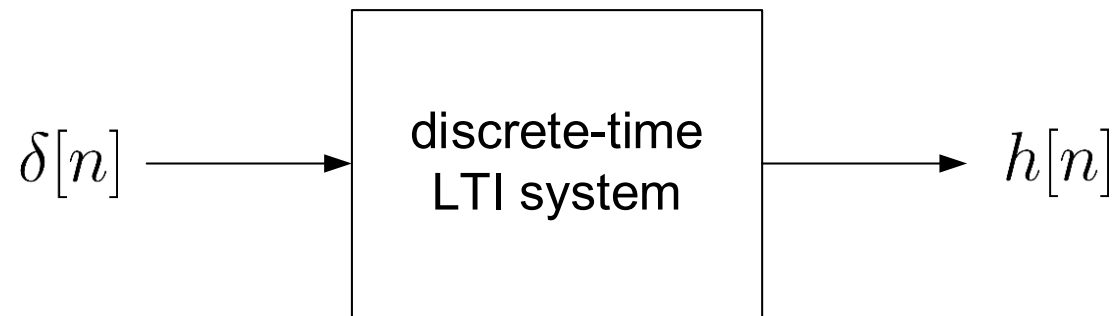 δ[n]
discrete-time
LTI system
h[n]